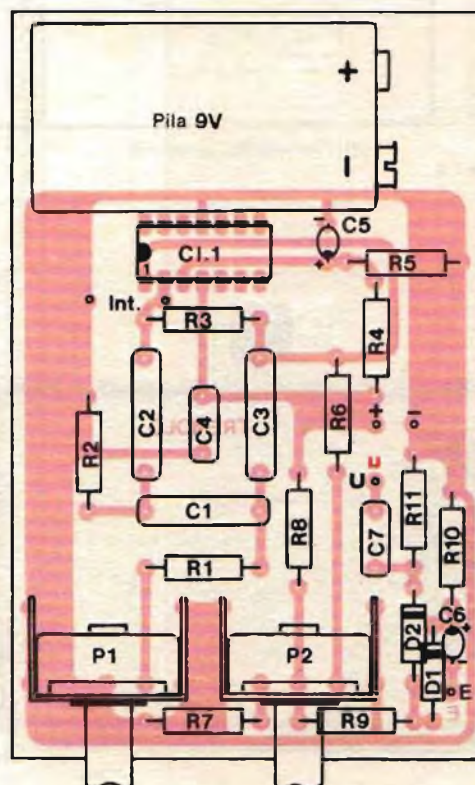 +
Pila 9V
−
C5
−
+
CI.1
1
R5
Int.
R3
R4
C2
C4
C3
R6
+
−
R2
U
C1
R8
C7
R11
R10
R1
C6
+
D2
P1
P2
D1
E
R7
R9